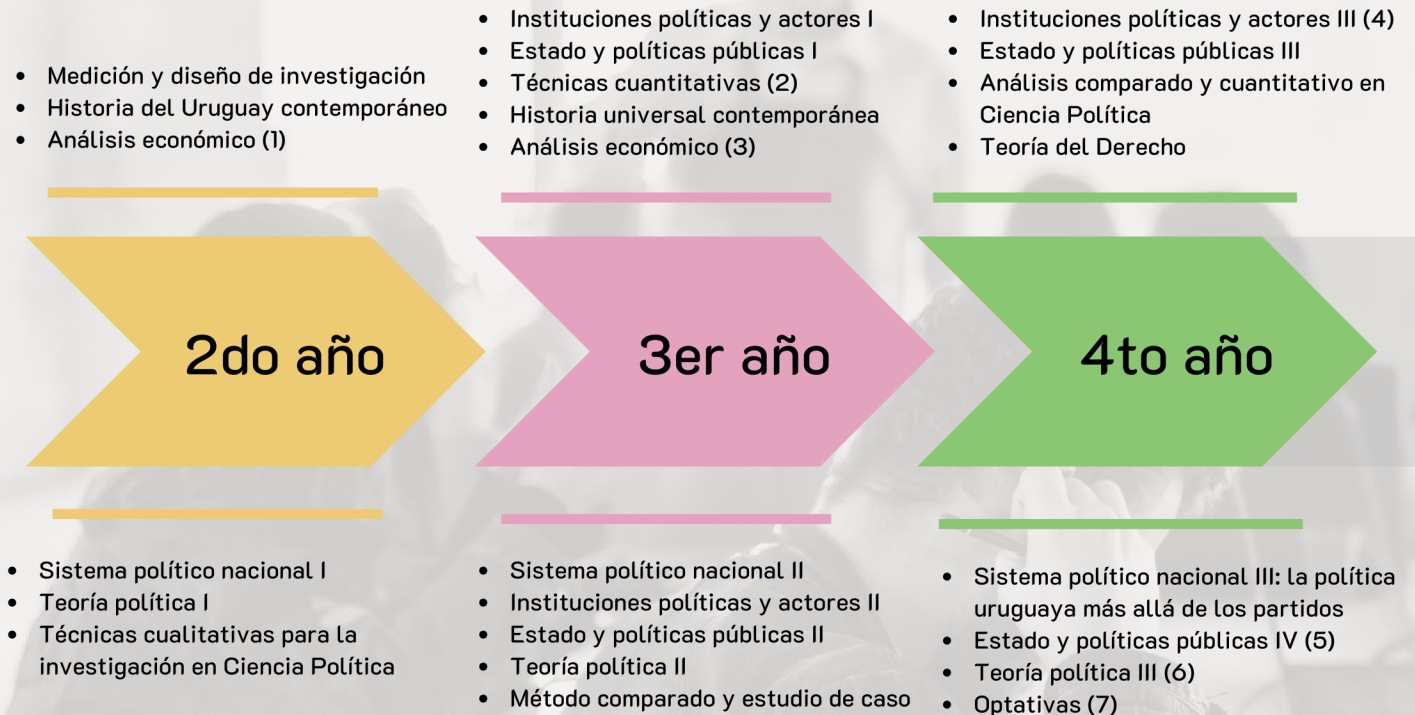 • Medición y diseño de investigación
• Historia del Uruguay contemporáneo
• Análisis económico (1)
• Instituciones políticas y actores I
• Estado y políticas públicas I
• Técnicas cuantitativas (2)
• Historia universal contemporánea
• Análisis económico (3)
• Instituciones políticas y actores III (4)
• Estado y políticas públicas III
• Análisis comparado y cuantitativo en
Ciencia Política
• Teoría del Derecho
2do año
3er año
4to año
• Sistema político nacional I
• Teoría política I
• Técnicas cualitativas para la
investigación en Ciencia Política
• Sistema político nacional II
• Instituciones políticas y actores II
• Estado y políticas públicas II
• Teoría política II
• Método comparado y estudio de caso
• Sistema político nacional III: la política
uruguaya más allá de los partidos
• Estado y políticas públicas IV (5)
• Teoría política III (6)
• Optativas (7)